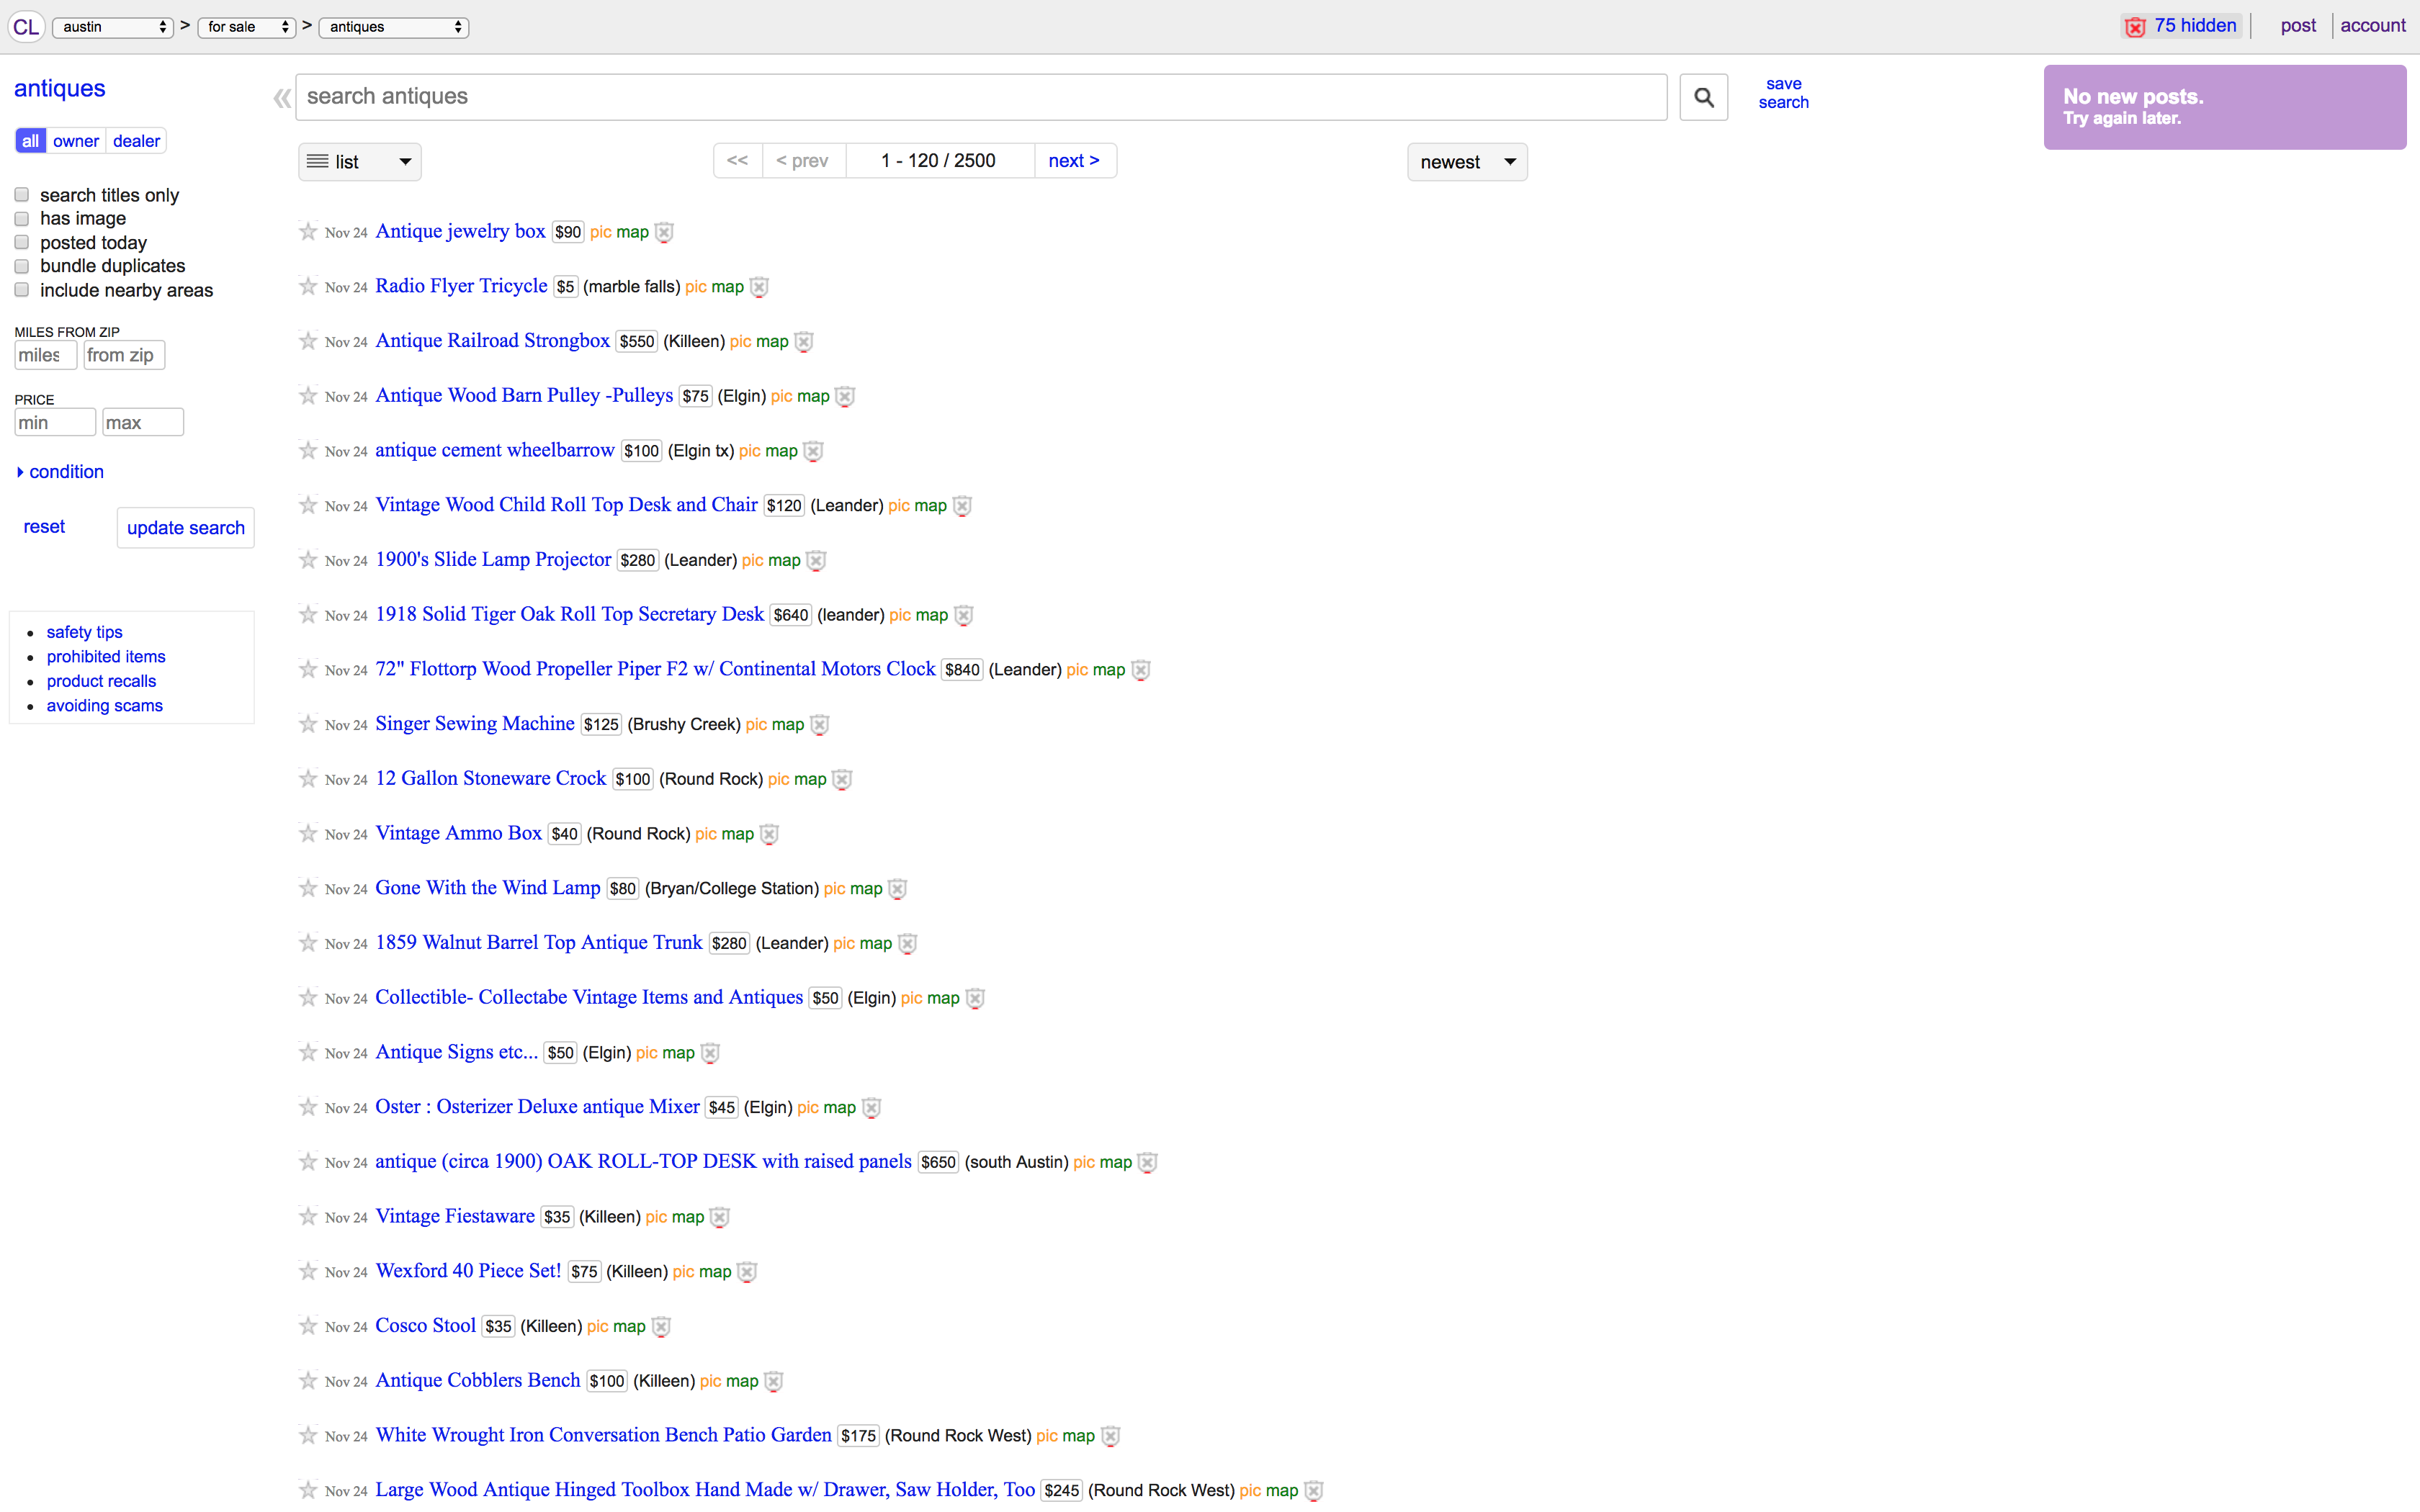 CL austin > for sale > antiques 75 hidden post account
antiques
all owner dealer
search titles only
has image
posted today
bundle duplicates
include nearby areas
MILES FROM ZIP
miles from zip
PRICE
min max
condition
reset update search
safety tips
prohibited items
product recalls
avoiding scams
« search antiques save search
No new posts.
Try again later.
list << < prev 1 - 120 / 2500 next > newest
Nov 24 Antique jewelry box $90 pic map
Nov 24 Radio Flyer Tricycle $5 (marble falls) pic map
Nov 24 Antique Railroad Strongbox $550 (Killeen) pic map
Nov 24 Antique Wood Barn Pulley -Pulleys $75 (Elgin) pic map
Nov 24 antique cement wheelbarrow $100 (Elgin tx) pic map
Nov 24 Vintage Wood Child Roll Top Desk and Chair $120 (Leander) pic map
Nov 24 1900's Slide Lamp Projector $280 (Leander) pic map
Nov 24 1918 Solid Tiger Oak Roll Top Secretary Desk $640 (leander) pic map
Nov 24 72" Flottorp Wood Propeller Piper F2 w/ Continental Motors Clock $840 (Leander) pic map
Nov 24 Singer Sewing Machine $125 (Brushy Creek) pic map
Nov 24 12 Gallon Stoneware Crock $100 (Round Rock) pic map
Nov 24 Vintage Ammo Box $40 (Round Rock) pic map
Nov 24 Gone With the Wind Lamp $80 (Bryan/College Station) pic map
Nov 24 1859 Walnut Barrel Top Antique Trunk $280 (Leander) pic map
Nov 24 Collectible- Collectabe Vintage Items and Antiques $50 (Elgin) pic map
Nov 24 Antique Signs etc... $50 (Elgin) pic map
Nov 24 Oster : Osterizer Deluxe antique Mixer $45 (Elgin) pic map
Nov 24 antique (circa 1900) OAK ROLL-TOP DESK with raised panels $650 (south Austin) pic map
Nov 24 Vintage Fiestaware $35 (Killeen) pic map
Nov 24 Wexford 40 Piece Set! $75 (Killeen) pic map
Nov 24 Cosco Stool $35 (Killeen) pic map
Nov 24 Antique Cobblers Bench $100 (Killeen) pic map
Nov 24 White Wrought Iron Conversation Bench Patio Garden $175 (Round Rock West) pic map
Nov 24 Large Wood Antique Hinged Toolbox Hand Made w/ Drawer, Saw Holder, Too $245 (Round Rock West) pic map